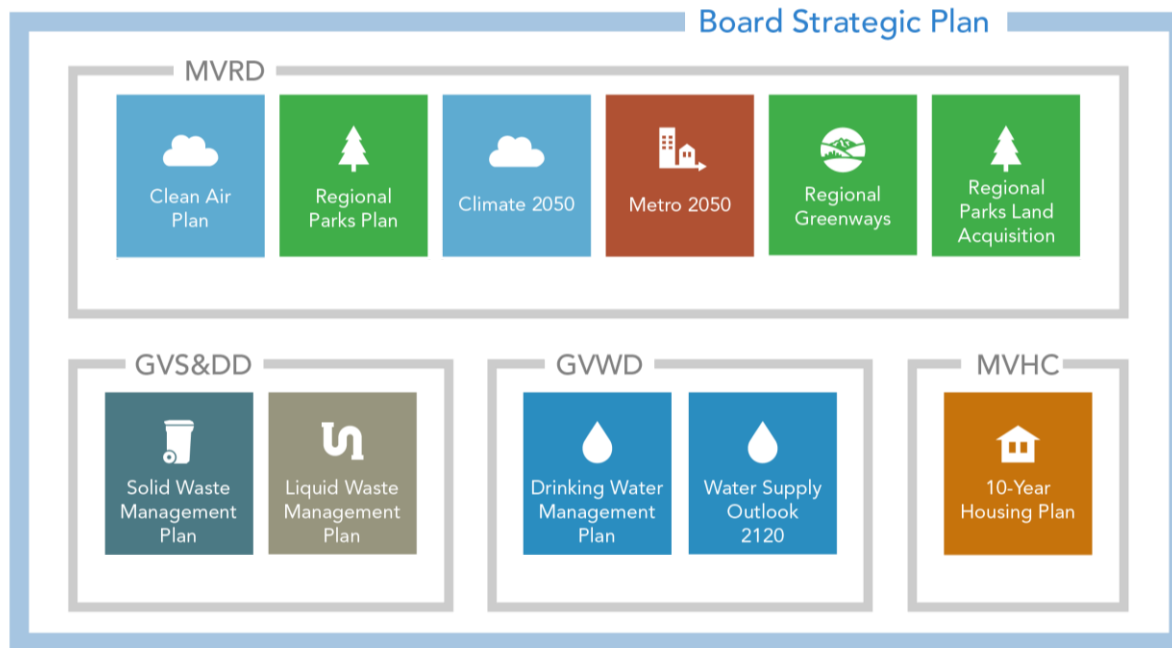 Board Strategic Plan
MVRD
Clean Air
Plan
Regional
Parks Plan
Climate 2050
Metro 2050
Regional
Greenways
Regional
Parks Land
Acquisition
GVS&DD
Solid Waste
Management
Plan
Liquid Waste
Management
Plan
GVWD
Drinking Water
Management
Plan
Water Supply
Outlook
2120
MVHC
10-Year
Housing Plan